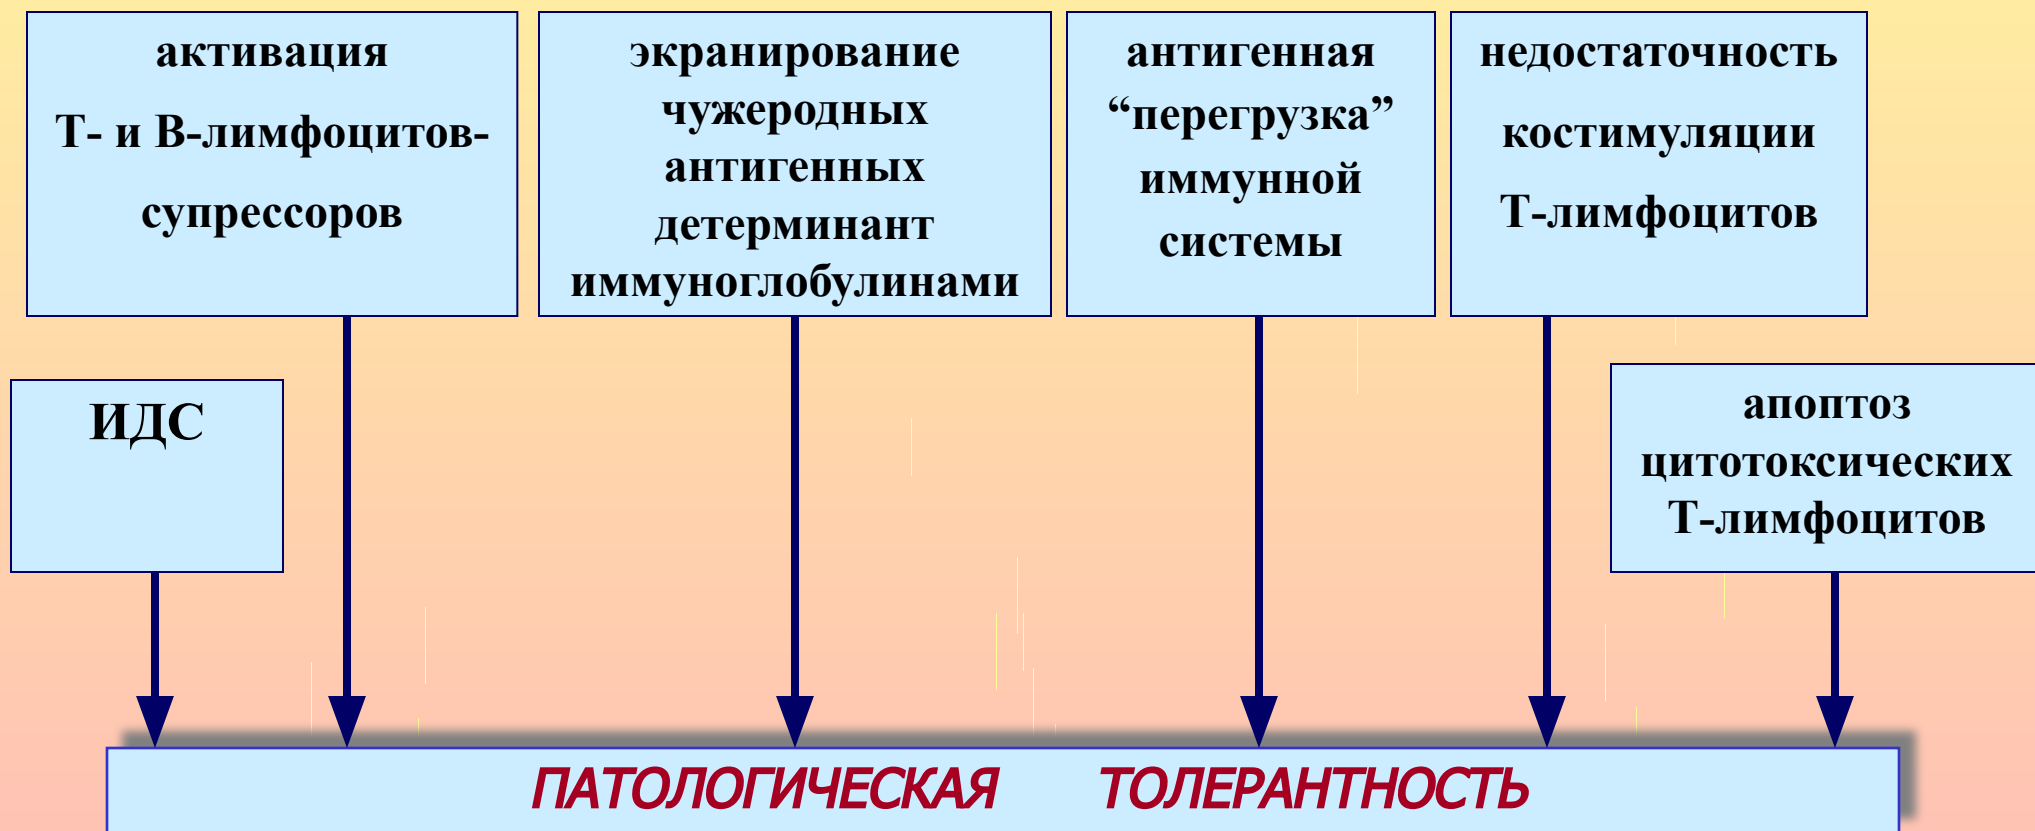 активация
Т- и В-лимфоцитов-
супрессоров
экранирование
чужеродных
антигенных
детерминант
иммуноглобулинами
антигенная
“перегрузка”
иммунной
системы
недостаточность
костимуляции
Т-лимфоцитов
ИДС
апоптоз
цитотоксических
Т-лимфоцитов
ПАТОЛОГИЧЕСКАЯ ТОЛЕРАНТНОСТЬ